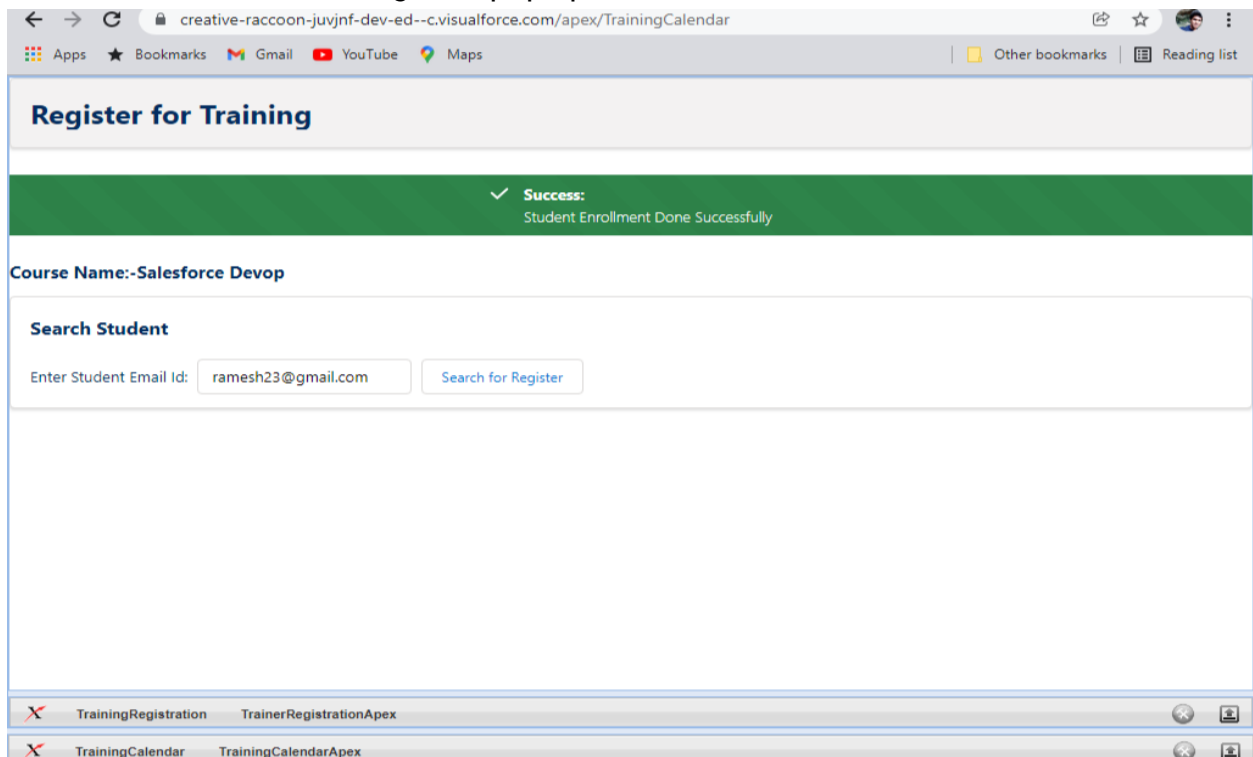 creative-raccoon-juvjnf-dev-ed--c.visualforce.com/apex/TrainingCalendar
Apps Bookmarks Gmail YouTube Maps Other bookmarks Reading list
Register for Training
Success:
Student Enrollment Done Successfully
Course Name:-Salesforce Devop
Search Student
Enter Student Email Id: ramesh23@gmail.com Search for Register
TrainingRegistration TrainerRegistrationApex
TrainingCalendar TrainingCalendarApex